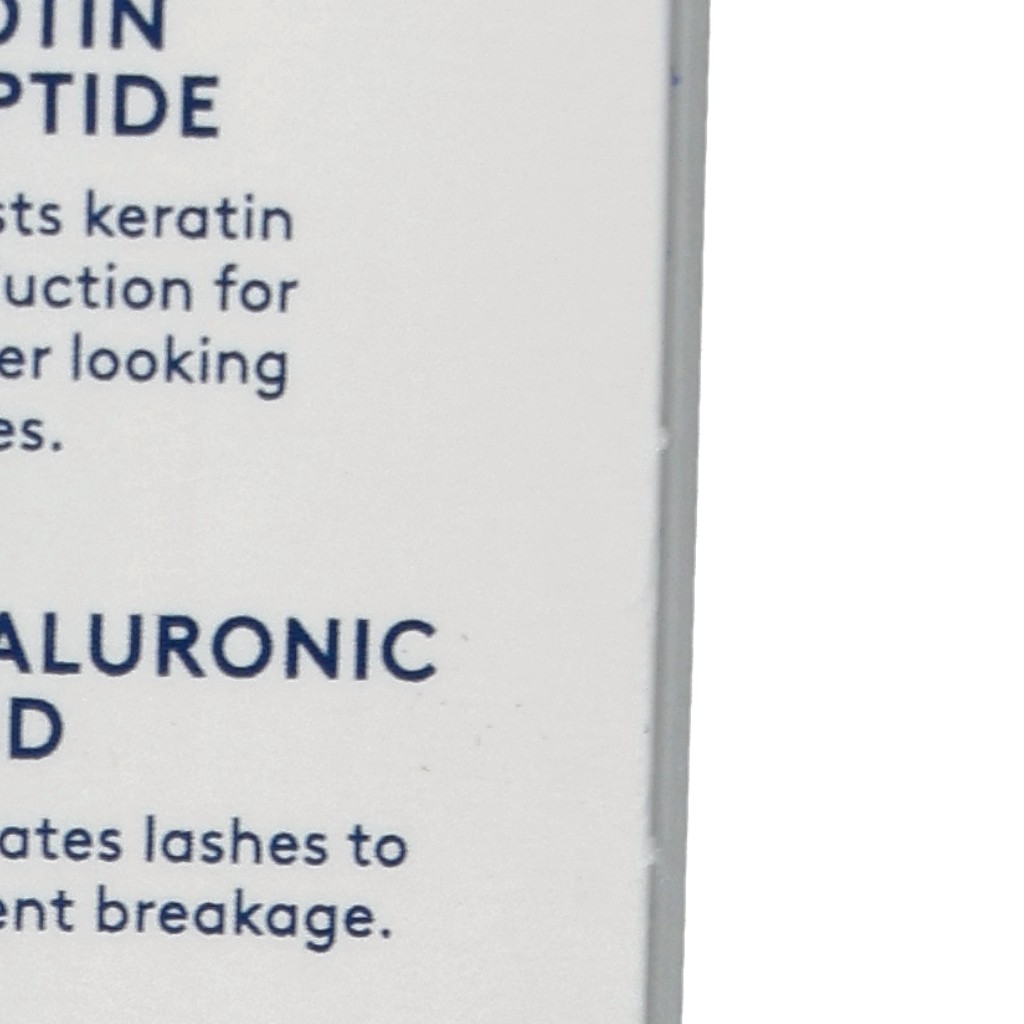 OTIN
PTIDE
sts keratin
uction for
er looking
es.
ALURONIC
D
ates lashes to
ent breakage.